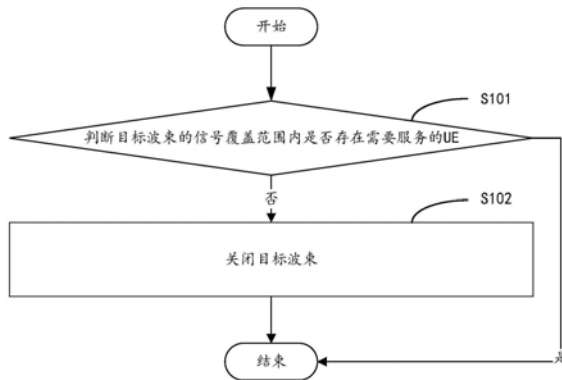 开始
S101
判断目标波束的信号覆盖范围内是否存在需要服务的UE
否
S102
关闭目标波束
结束
是